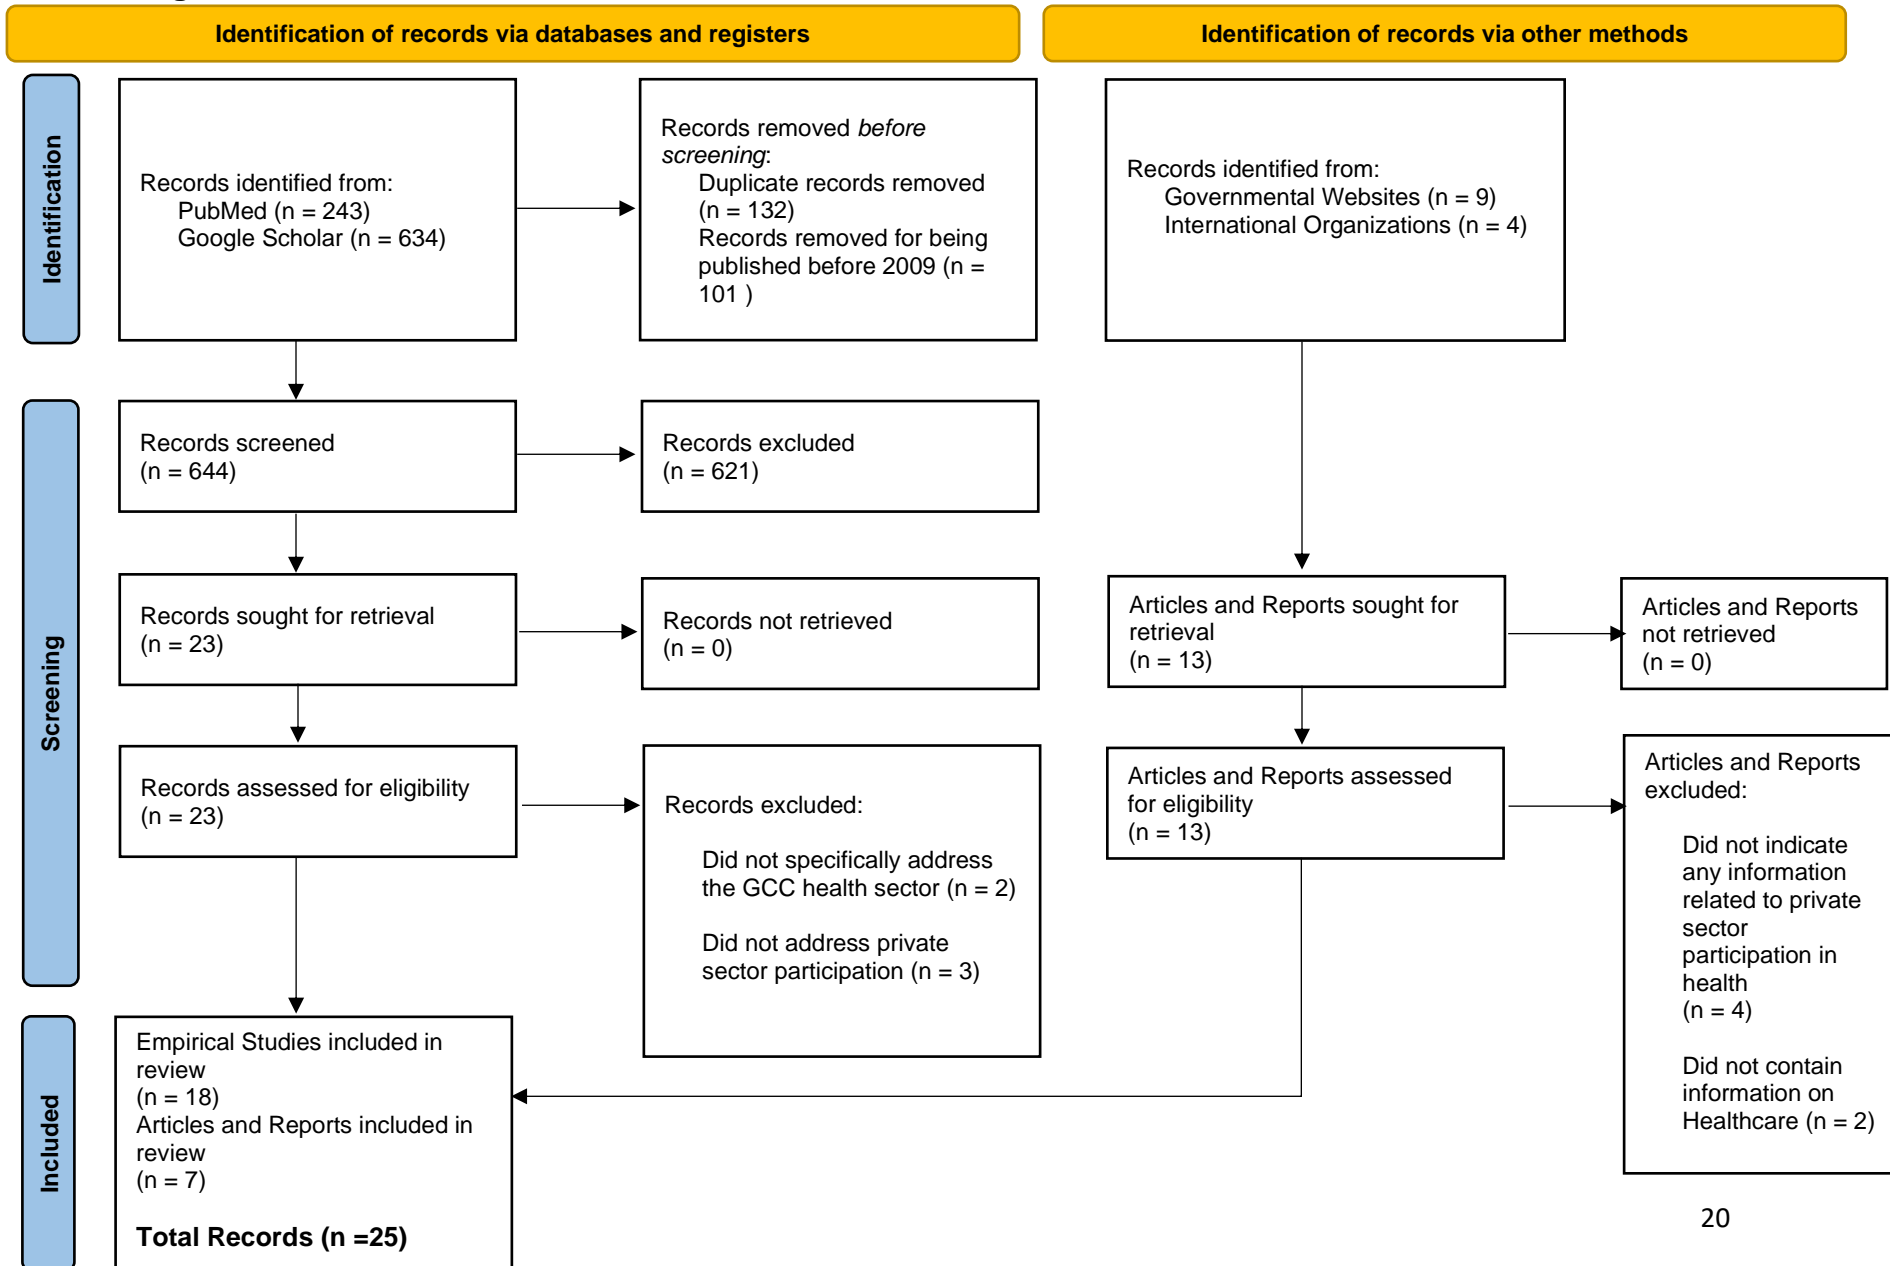 Identification of records via databases and registers
Identification of records via other methods
Identification
Records identified from:
PubMed (n = 243)
Google Scholar (n = 634)
Records removed before
screening:
Duplicate records removed
(n = 132)
Records removed for being
published before 2009 (n =
101 )
Records identified from:
Governmental Websites (n = 9)
International Organizations (n = 4)
Screening
Records screened
(n = 644)
Records excluded
(n = 621)
Records sought for retrieval
(n = 23)
Records not retrieved
(n = 0)
Articles and Reports sought for
retrieval
(n = 13)
Articles and Reports
not retrieved
(n = 0)
Records assessed for eligibility
(n = 23)
Records excluded:
Did not specifically address
the GCC health sector (n = 2)
Did not address private
sector participation (n = 3)
Articles and Reports assessed
for eligibility
(n = 13)
Articles and Reports
excluded:
Did not indicate
any information
related to private
sector
participation in
health
(n = 4)
Did not contain
information on
Healthcare (n = 2)
Included
Empirical Studies included in
review
(n = 18)
Articles and Reports included in
review
(n = 7)
Total Records (n =25)
20